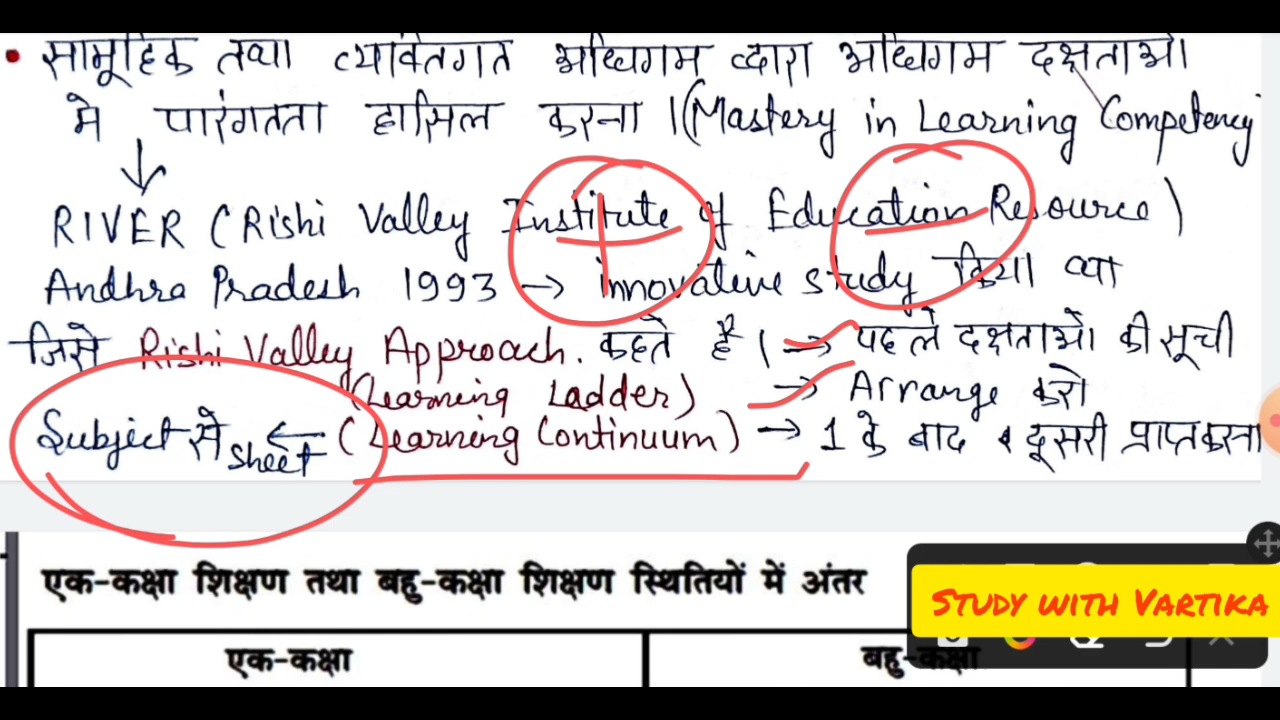 • सामूहिक तथा व्यक्तिगत अधिगम द्वारा अधिगम दक्षताओं
मे पारंगतता हासिल करना । (Mastery in Learning Competency
RIVER (Rishi Valley Institute of Education Resource)
Andhra Pradesh 1993 → innovative study किया था
जिसे Rishi Valley Approach. कहते हैं । → पहले दक्षताओं की सूची
(Learning Ladder) → Arrange करो
Subject से sheet ← (Learning Continuum) → 1 के बाद दूसरी प्राप्त करना
एक-कक्षा शिक्षण तथा बहु-कक्षा शिक्षण स्थितियों में अंतर
STUDY WITH VARTIKA
एक-कक्षा बहु-कक्षा